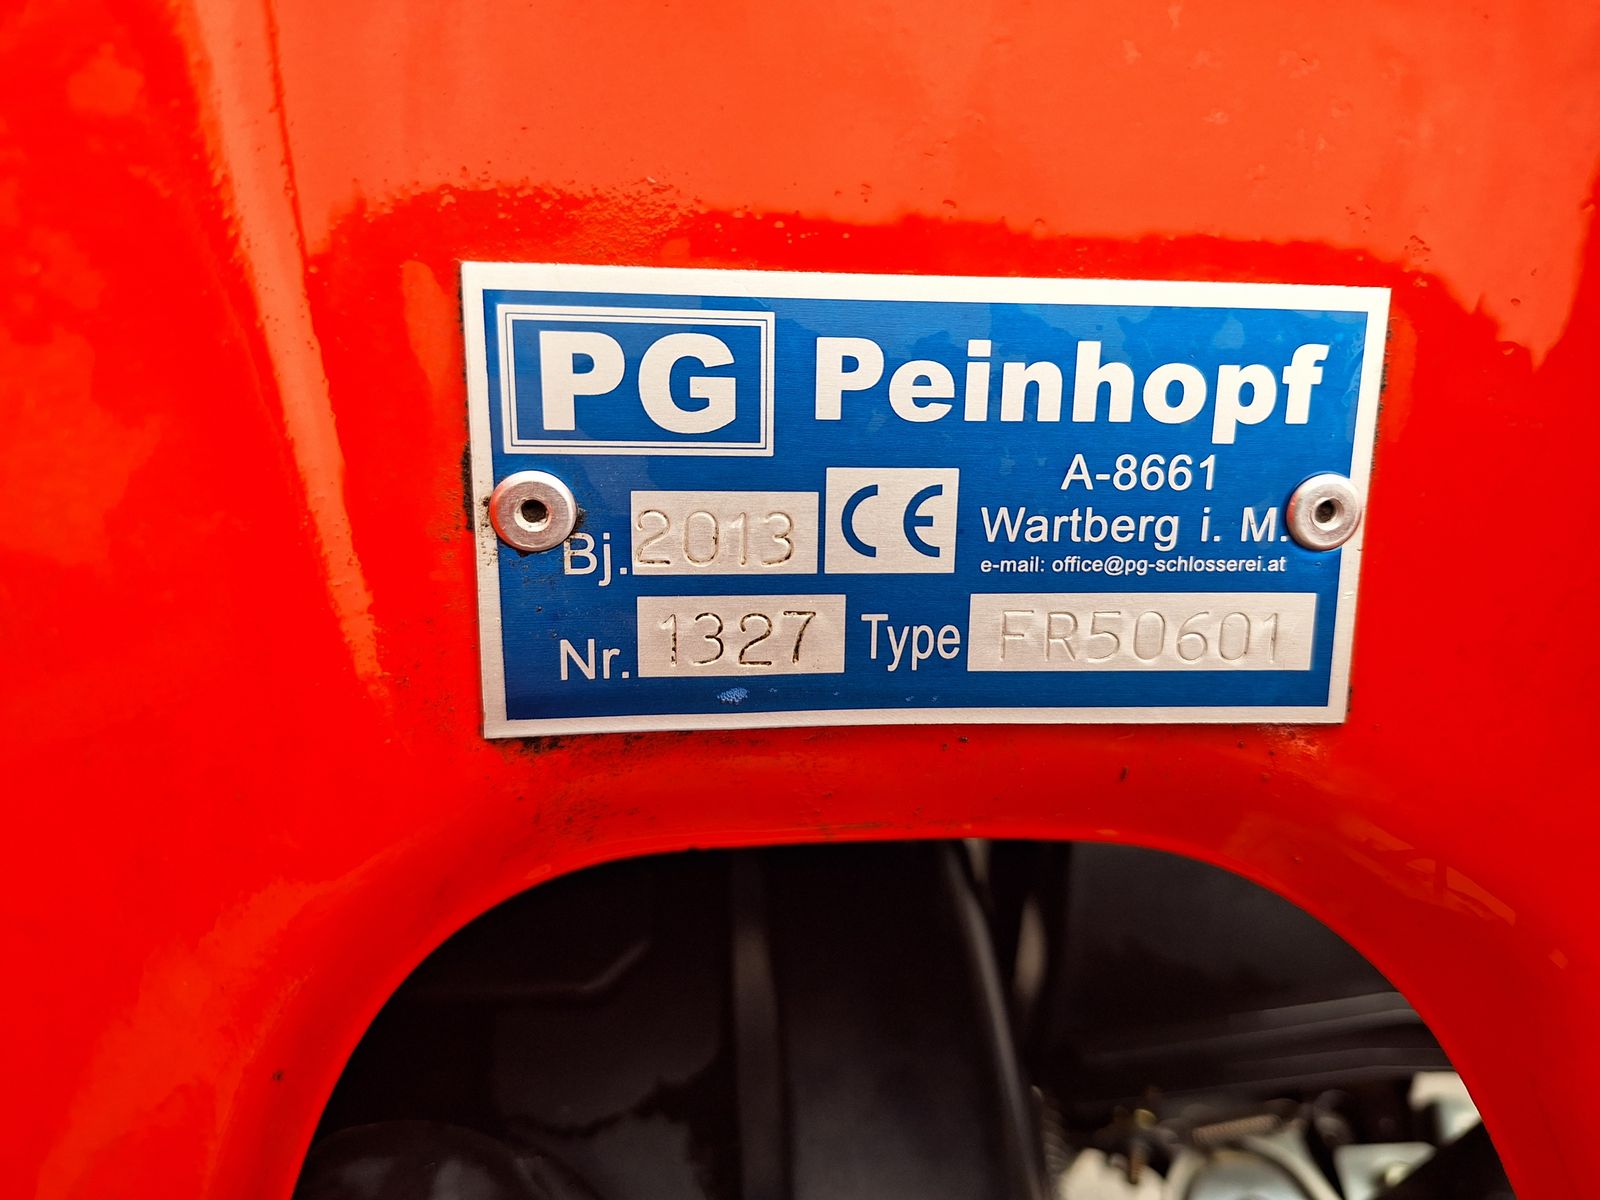 PG Peinhopf
A-8661
Wartberg i. M.
e-mail: office@pg-schlosserei.at
Bj. 2013 CE
Nr. 1327 Type FR50601